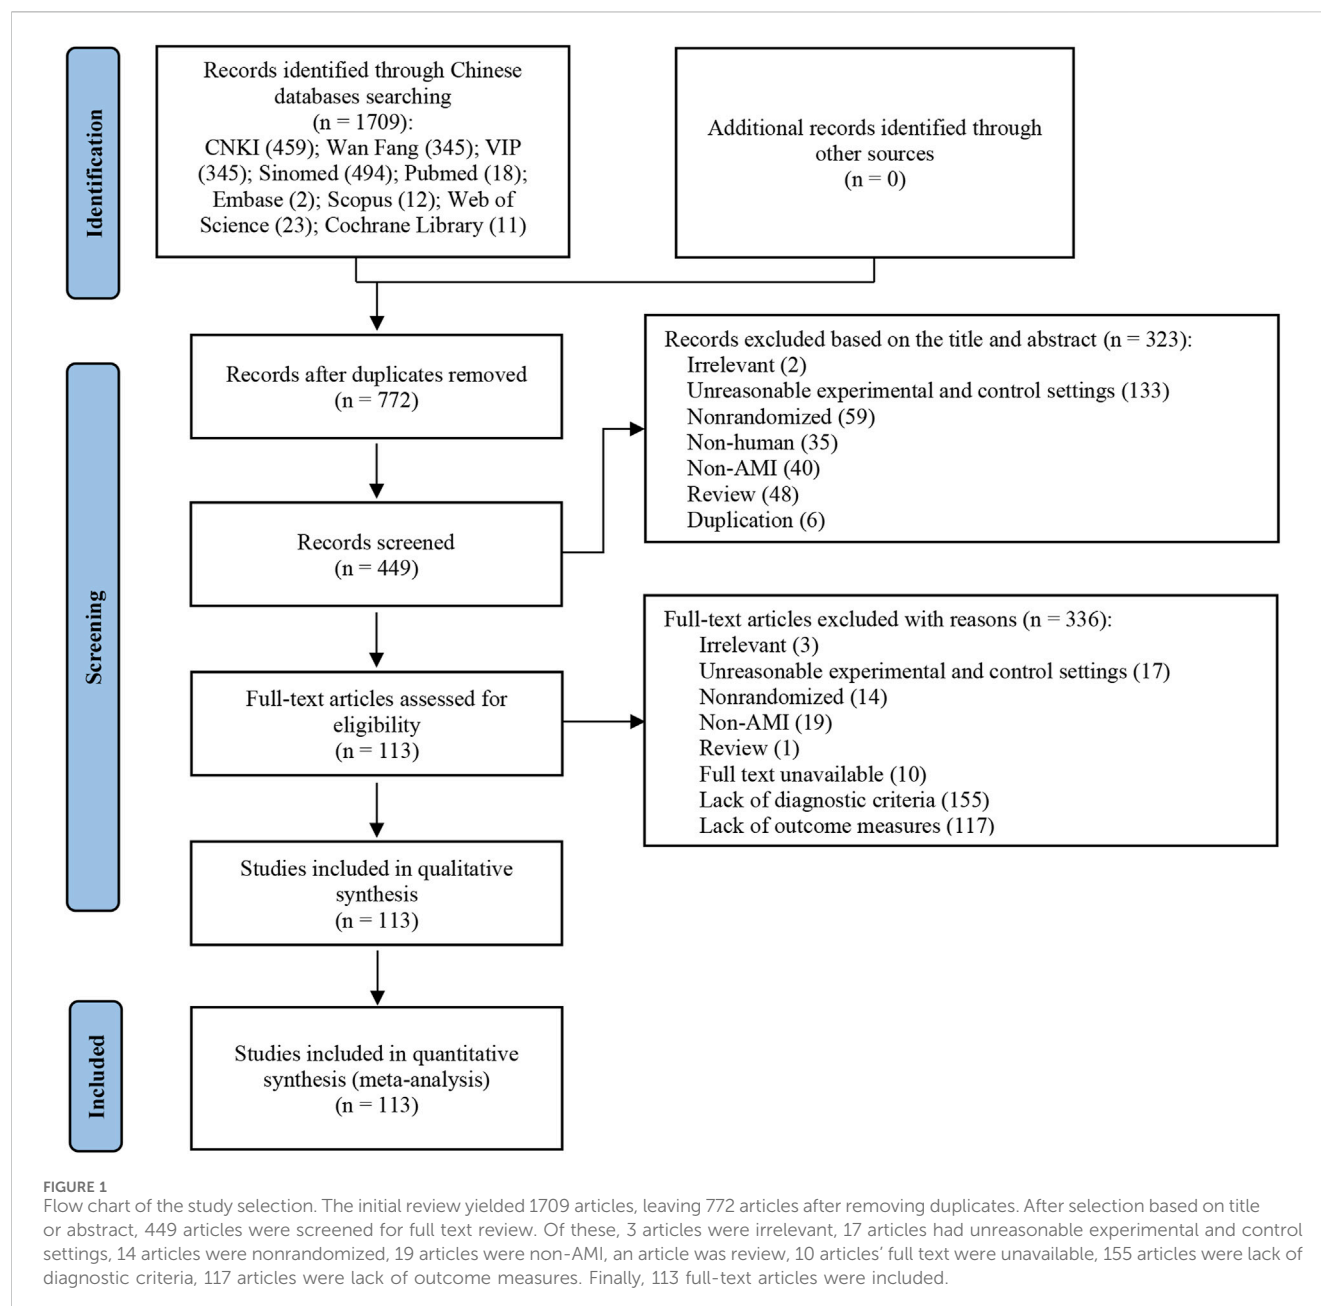 Identification
Records identified through Chinese
databases searching
(n = 1709):
CNKI (459); Wan Fang (345); VIP
(345); Sinomed (494); Pubmed (18);
Embase (2); Scopus (12); Web of
Science (23); Cochrane Library (11)
Additional records identified through
other sources
(n = 0)
Screening
Records after duplicates removed
(n = 772)
Records excluded based on the title and abstract (n = 323):
Irrelevant (2)
Unreasonable experimental and control settings (133)
Nonrandomized (59)
Non-human (35)
Non-AMI (40)
Review (48)
Duplication (6)
Records screened
(n = 449)
Full-text articles excluded with reasons (n = 336):
Irrelevant (3)
Unreasonable experimental and control settings (17)
Nonrandomized (14)
Non-AMI (19)
Review (1)
Full text unavailable (10)
Lack of diagnostic criteria (155)
Lack of outcome measures (117)
Full-text articles assessed for
eligibility
(n = 113)
Studies included in qualitative
synthesis
(n = 113)
Included
Studies included in quantitative
synthesis (meta-analysis)
(n = 113)
FIGURE 1
Flow chart of the study selection. The initial review yielded 1709 articles, leaving 772 articles after removing duplicates. After selection based on title
or abstract, 449 articles were screened for full text review. Of these, 3 articles were irrelevant, 17 articles had unreasonable experimental and control
settings, 14 articles were nonrandomized, 19 articles were non-AMI, an article was review, 10 articles’ full text were unavailable, 155 articles were lack of
diagnostic criteria, 117 articles were lack of outcome measures. Finally, 113 full-text articles were included.